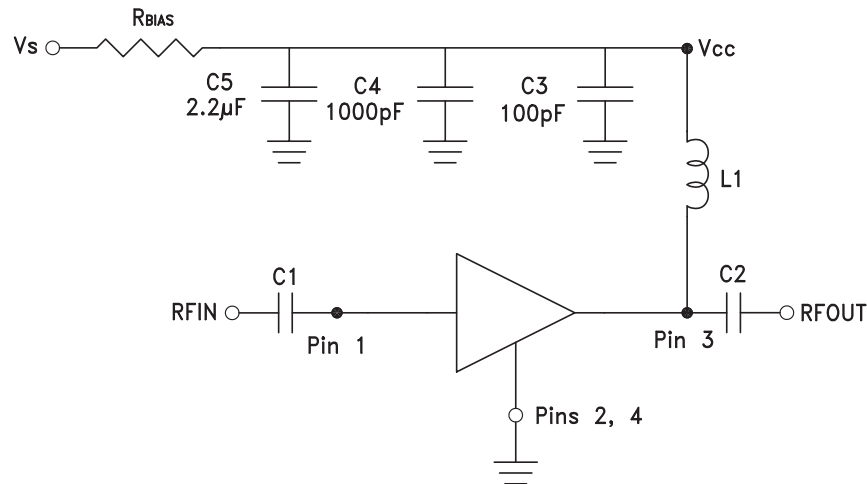 RBIAS
Vs
Vcc
C5
2.2µF
C4
1000pF
C3
100pF
L1
C1
C2
RFIN
RFOUT
Pin 1
Pin 3
Pins 2, 4